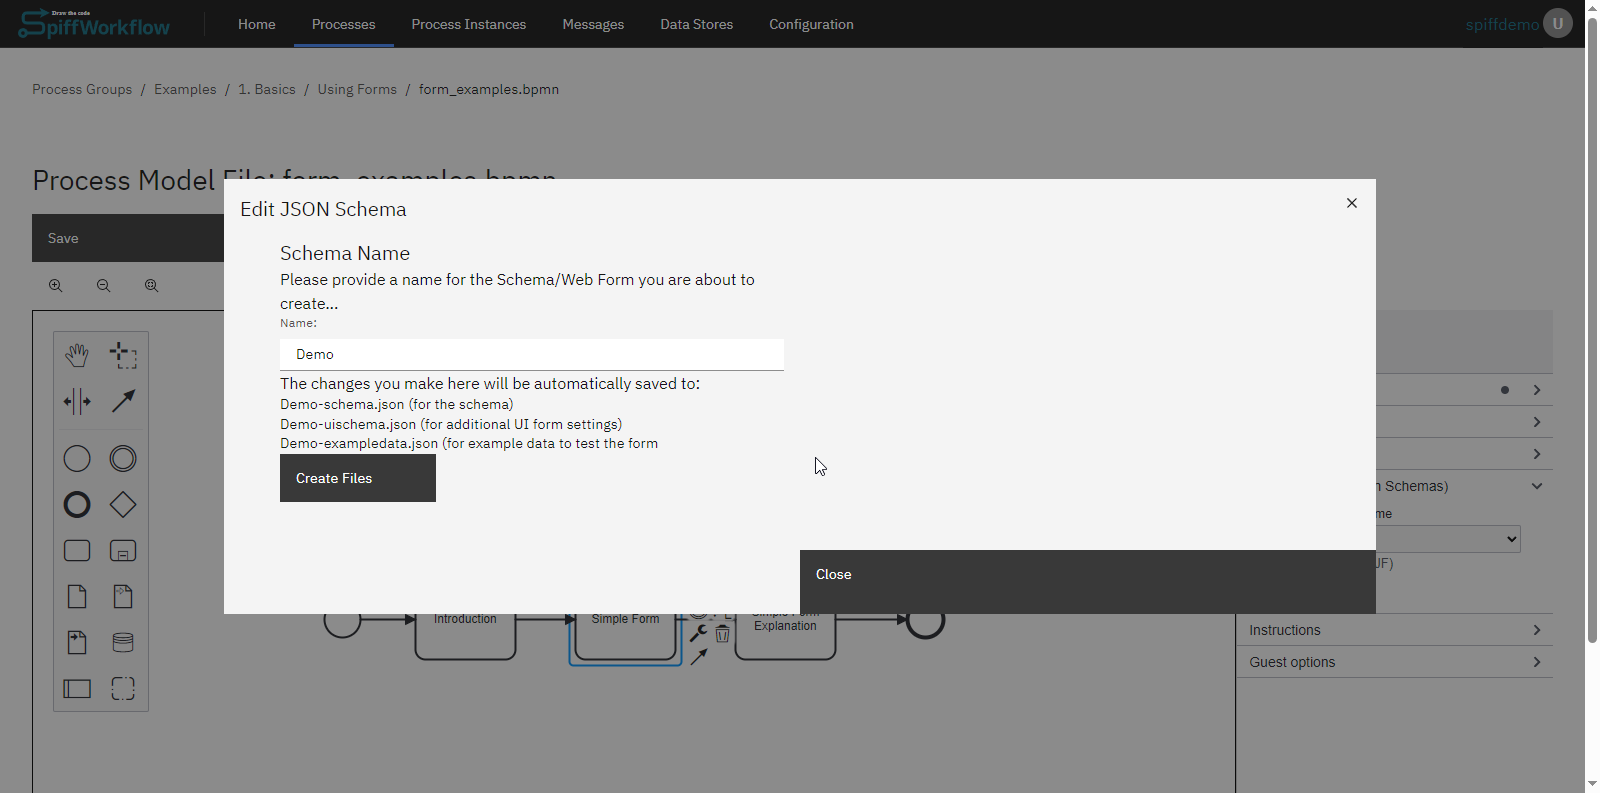 Draw the code
SpiffWorkflow
Home
Processes
Process Instances
Messages
Data Stores
Configuration
spiffdemo
U
Process Groups / Examples / 1. Basics / Using Forms / form_examples.bpmn
Process Model File: form_examples.bpmn
Save
Edit JSON Schema
Schema Name
Please provide a name for the Schema/Web Form you are about to
create...
Name:
Demo
The changes you make here will be automatically saved to:
Demo-schema.json (for the schema)
Demo-uischema.json (for additional UI form settings)
Demo-exampledata.json (for example data to test the form
Create Files
Close
Schemas)
Introduction
Simple Form
Explanation
Instructions
Guest options